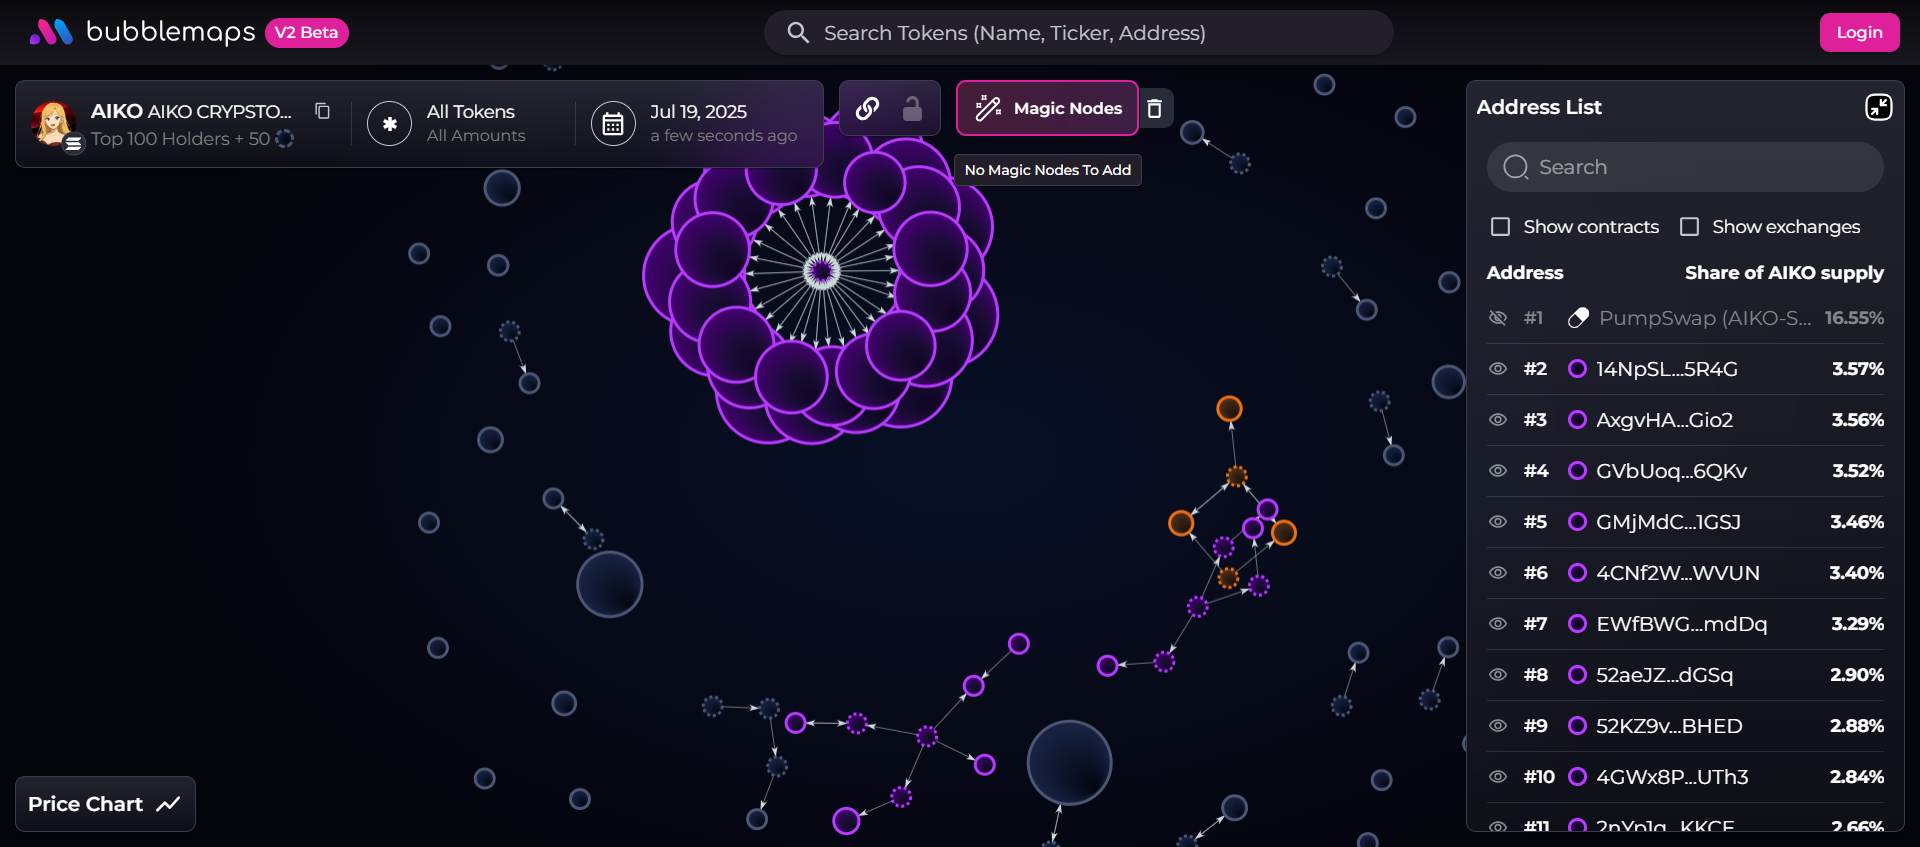 bubblemaps V2 Beta
Search Tokens (Name, Ticker, Address)
Login
AIKO AIKO CRYPSTO...
Top 100 Holders + 50
All Tokens
All Amounts
Jul 19, 2025
a few seconds ago
Magic Nodes
No Magic Nodes To Add
Address List
Search
Show contracts
Show exchanges
Address Share of AIKO supply
#1 PumpSwap (AIKO-S... 16.55%
#2 14NpSL...5R4G 3.57%
#3 AxgvHA...Gio2 3.56%
#4 GVbUoq...6QKv 3.52%
#5 GMjMdC...1GSJ 3.46%
#6 4CNf2W...WVUN 3.40%
#7 EWfBWG...mdDq 3.29%
#8 52aeJZ...dGSq 2.90%
#9 52KZ9v...BHED 2.88%
#10 4GWx8P...UTh3 2.84%
#11 2.66%
Price Chart